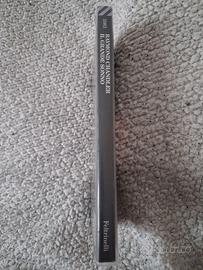 RAYMOND CHANDLER
IL GRANDE SONNO
Feltrinelli